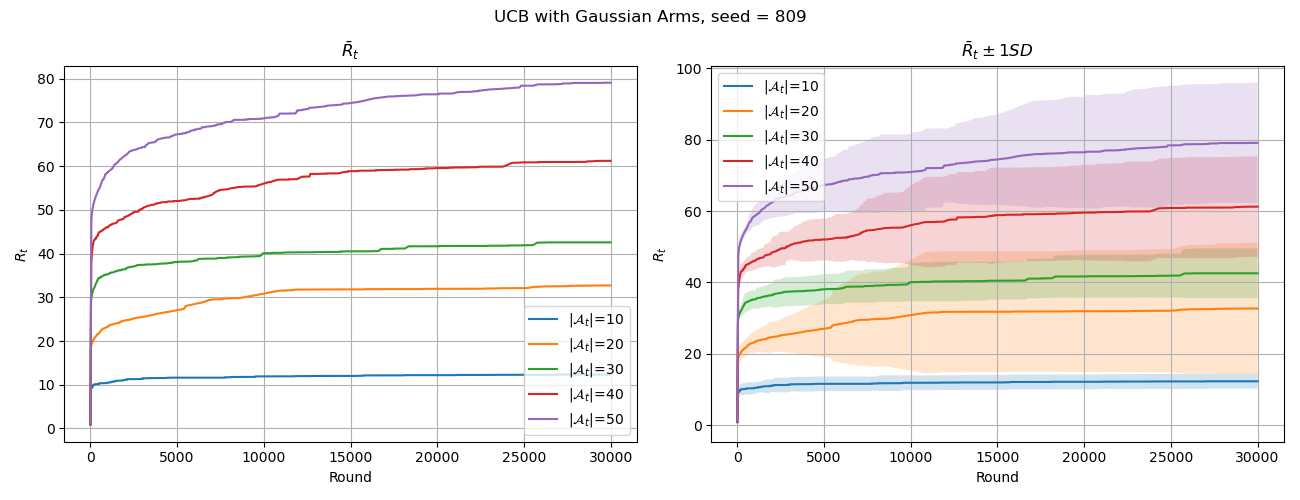 UCB with Gaussian Arms, seed = 809
R̄ₜ
80
70
60
50
40
30
20
10
0
Rₜ
0 5000 10000 15000 20000 25000 30000
Round
|𝒜ₜ|=10
|𝒜ₜ|=20
|𝒜ₜ|=30
|𝒜ₜ|=40
|𝒜ₜ|=50
R̄ₜ ± 1SD
100
80
60
40
20
0
Rₜ
0 5000 10000 15000 20000 25000 30000
Round
|𝒜ₜ|=10
|𝒜ₜ|=20
|𝒜ₜ|=30
|𝒜ₜ|=40
|𝒜ₜ|=50